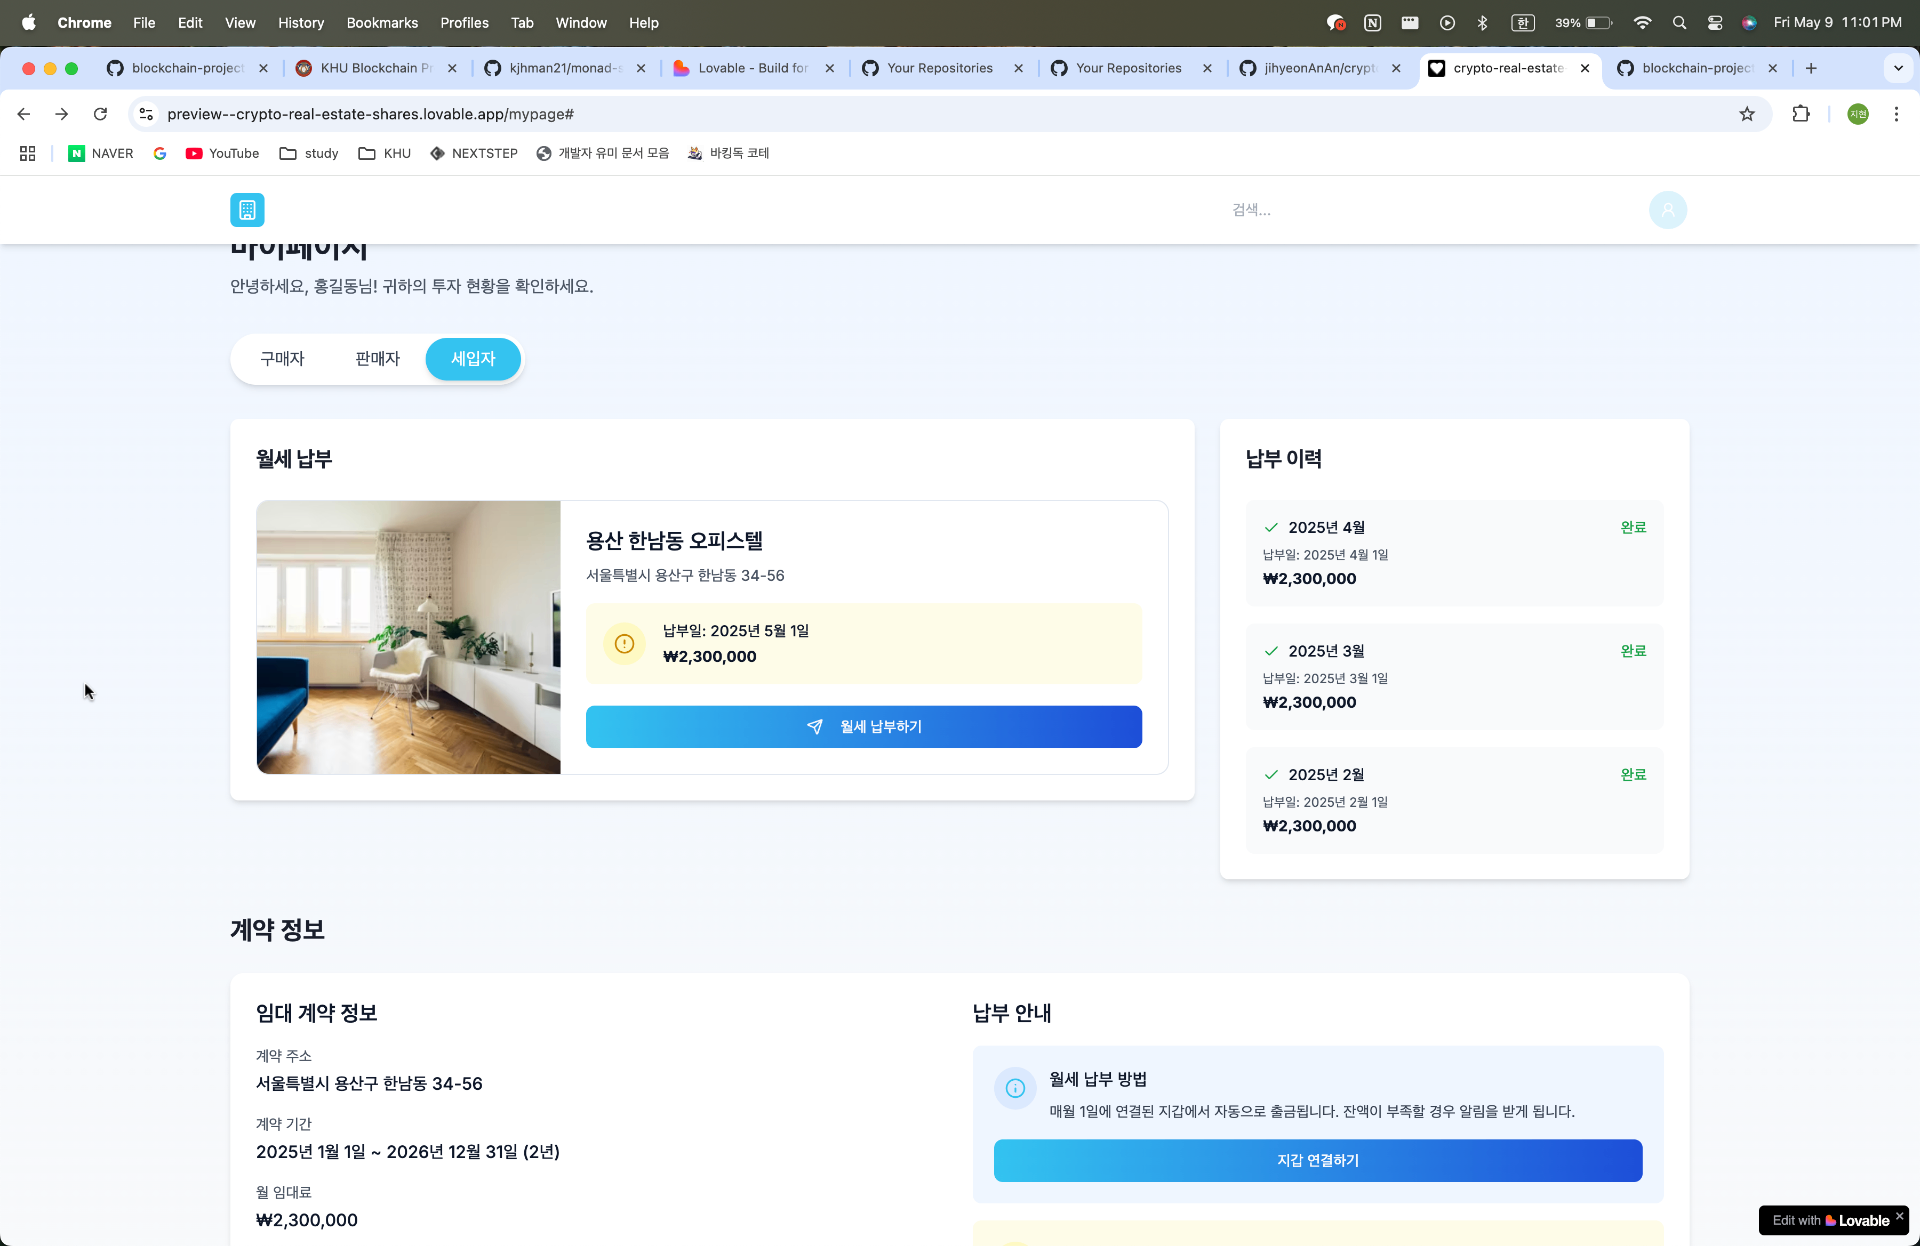 Chrome File Edit View History Bookmarks Profiles Tab Window Help 한 39% Fri May 9 11:01 PM
blockchain-project KHU Blockchain Pr kjhman21/monad-s Lovable - Build for Your Repositories Your Repositories jihyeonAnAn/crypt crypto-real-estate- blockchain-project
preview--crypto-real-estate-shares.lovable.app/mypage# 지현
NAVER YouTube study KHU NEXTSTEP 개발자 유미 문서 모음 바킹독 코테
검색...
마이페이지
안녕하세요, 홍길동님! 귀하의 투자 현황을 확인하세요.
구매자 판매자 세입자
월세 납부
용산 한남동 오피스텔
서울특별시 용산구 한남동 34-56
납부일: 2025년 5월 1일
₩2,300,000
월세 납부하기
납부 이력
2025년 4월 완료
납부일: 2025년 4월 1일
₩2,300,000
2025년 3월 완료
납부일: 2025년 3월 1일
₩2,300,000
2025년 2월 완료
납부일: 2025년 2월 1일
₩2,300,000
계약 정보
임대 계약 정보
계약 주소
서울특별시 용산구 한남동 34-56
계약 기간
2025년 1월 1일 ~ 2026년 12월 31일 (2년)
월 임대료
₩2,300,000
납부 안내
월세 납부 방법
매월 1일에 연결된 지갑에서 자동으로 출금됩니다. 잔액이 부족할 경우 알림을 받게 됩니다.
지갑 연결하기
Edit with Lovable